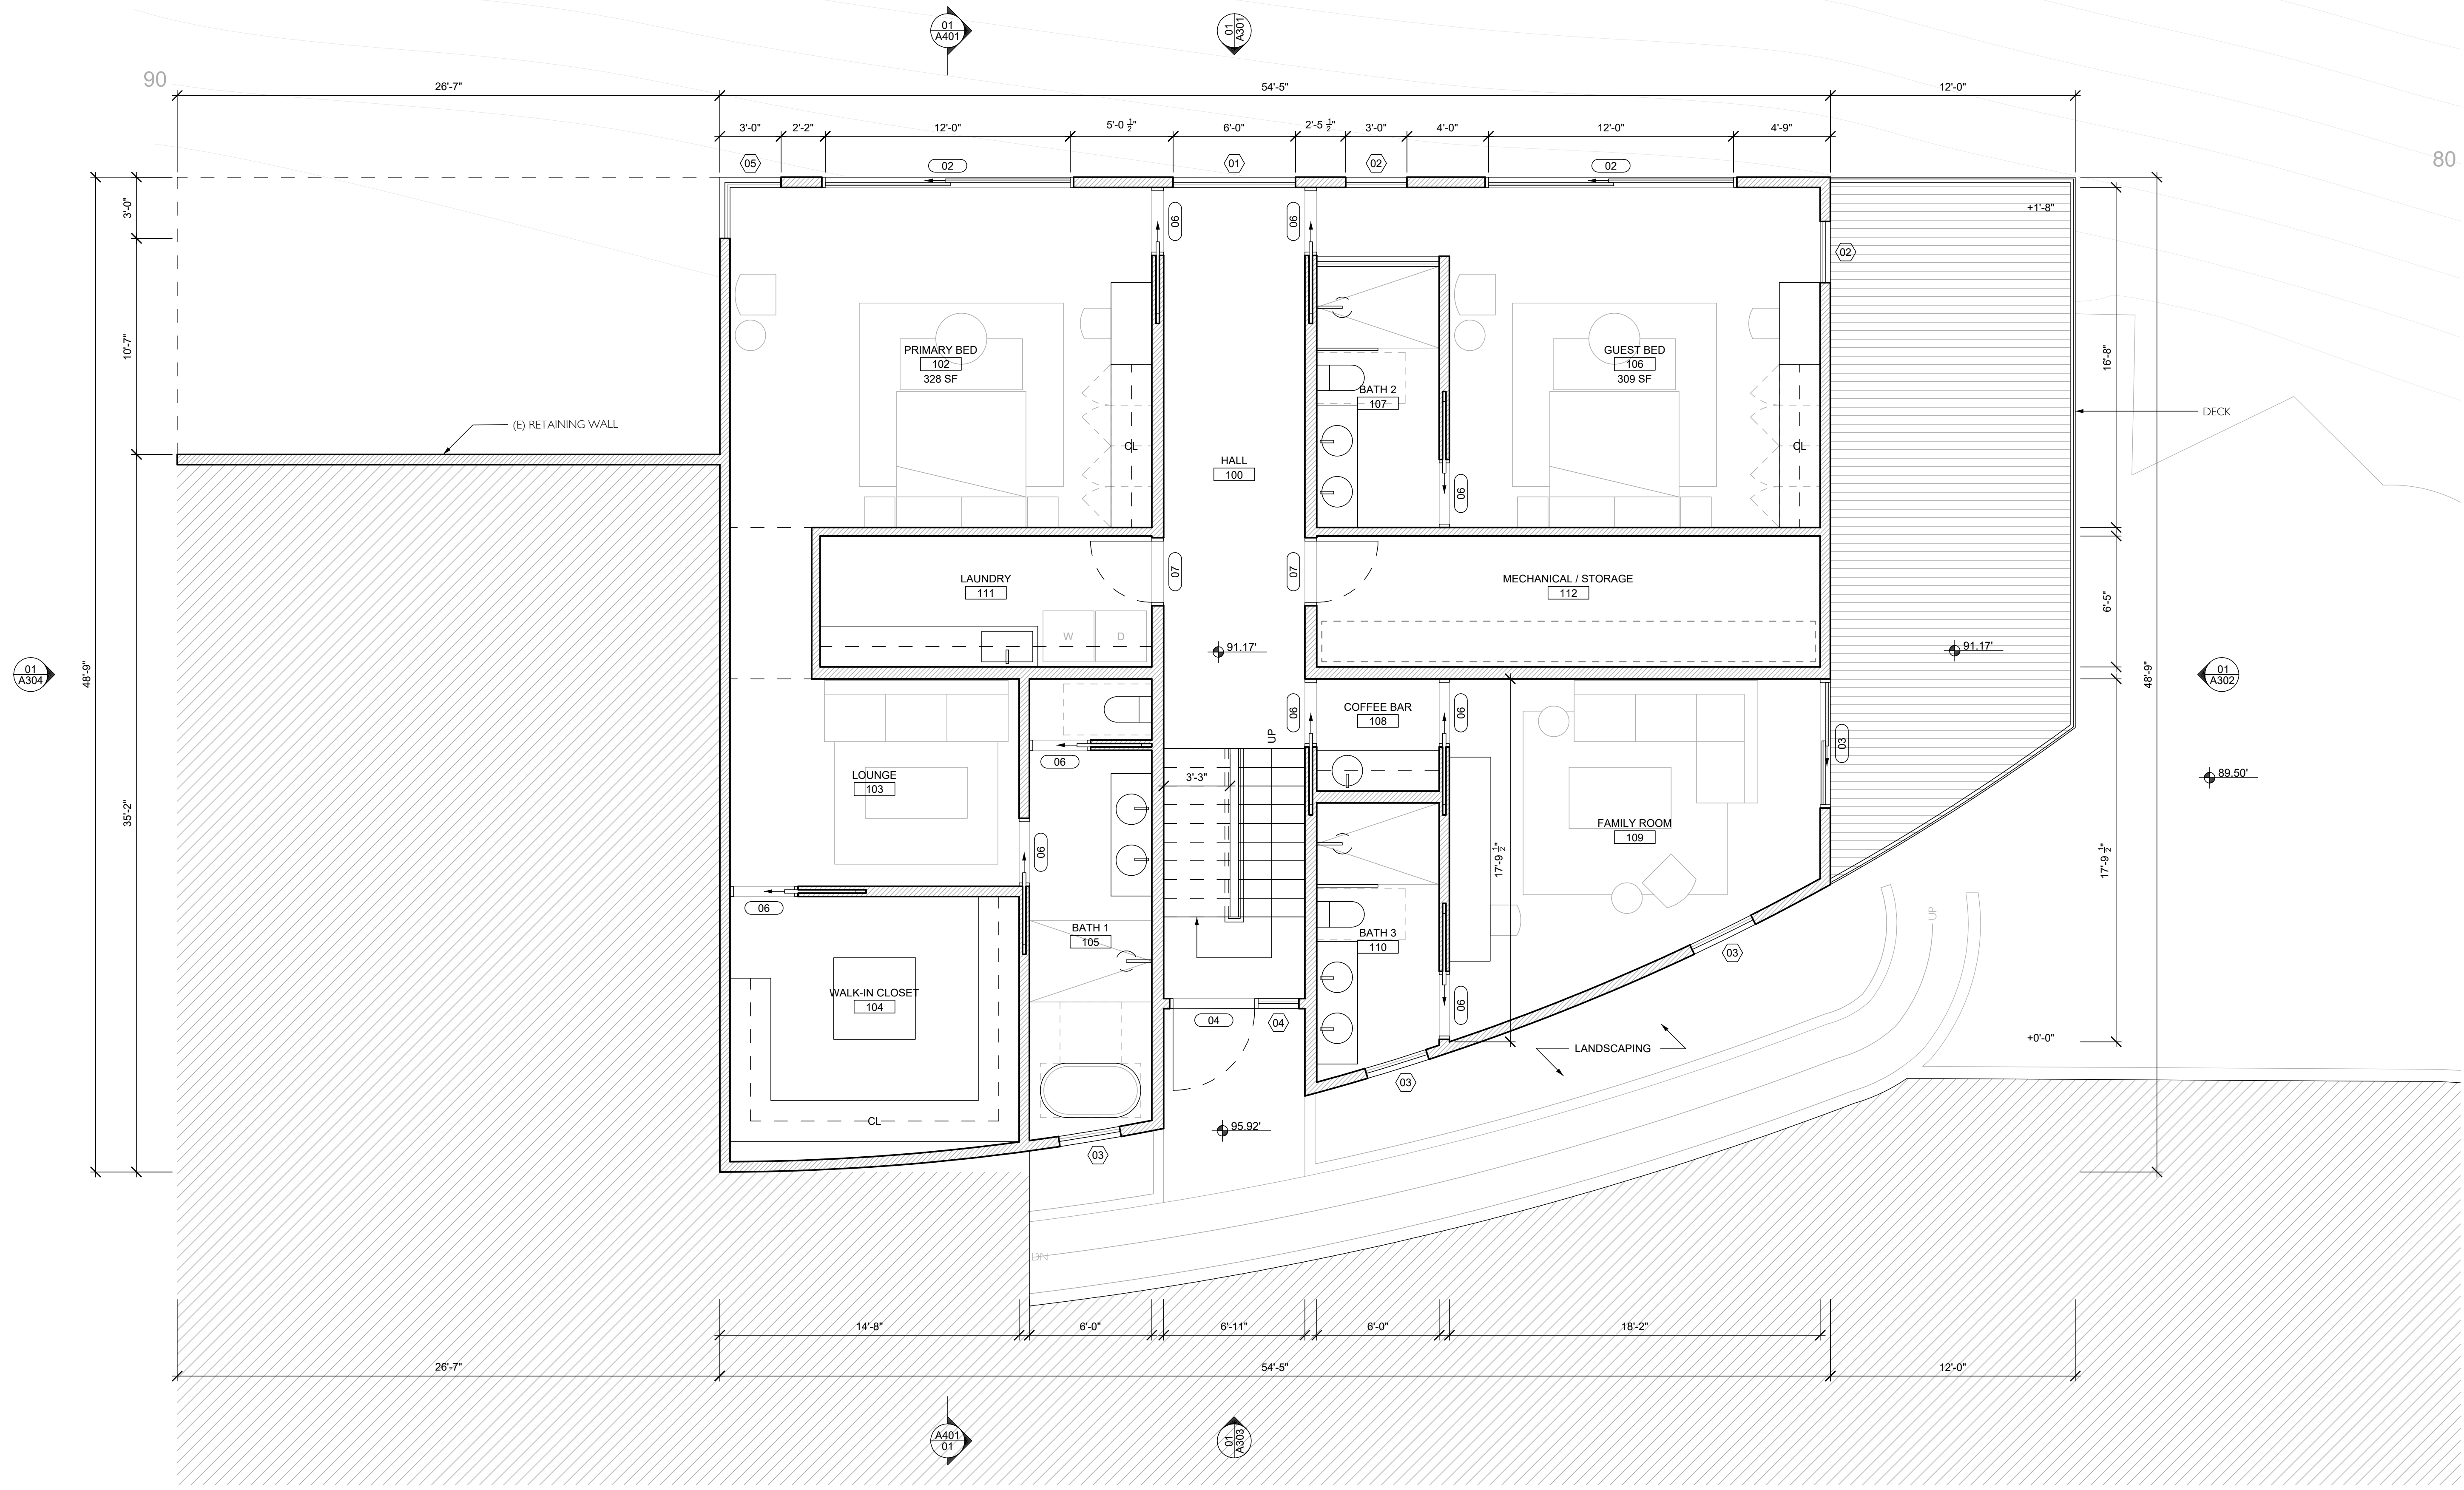 01
A401
01
A301
90
26'-7"
54'-5"
12'-0"
3'-0"
2'-2"
12'-0"
5'-0 1/2"
6'-0"
2'-5 1/2"
3'-0"
4'-0"
12'-0"
4'-9"
05
02
01
02
02
80
3'-0"
06
06
+1'-8"
02
10'-7"
PRIMARY BED
102
328 SF
GUEST BED
106
309 SF
16'-8"
BATH 2
107
DECK
(E) RETAINING WALL
CL
CL
HALL
100
06
LAUNDRY
111
07
07
MECHANICAL / STORAGE
112
6'-5"
W
D
91.17'
91.17'
01
A304
48'-9"
48'-9"
01
A302
COFFEE BAR
108
06
06
UP
03
06
LOUNGE
103
3'-3"
89.50'
35'-2"
FAMILY ROOM
109
06
17'-9 1/2"
17'-9 1/2"
06
BATH 1
105
BATH 3
110
UP
03
WALK-IN CLOSET
104
06
04
04
+0'-0"
LANDSCAPING
03
CL
95.92'
03
DN
14'-8"
6'-0"
6'-11"
6'-0"
18'-2"
26'-7"
54'-5"
12'-0"
A401
01
01
A303